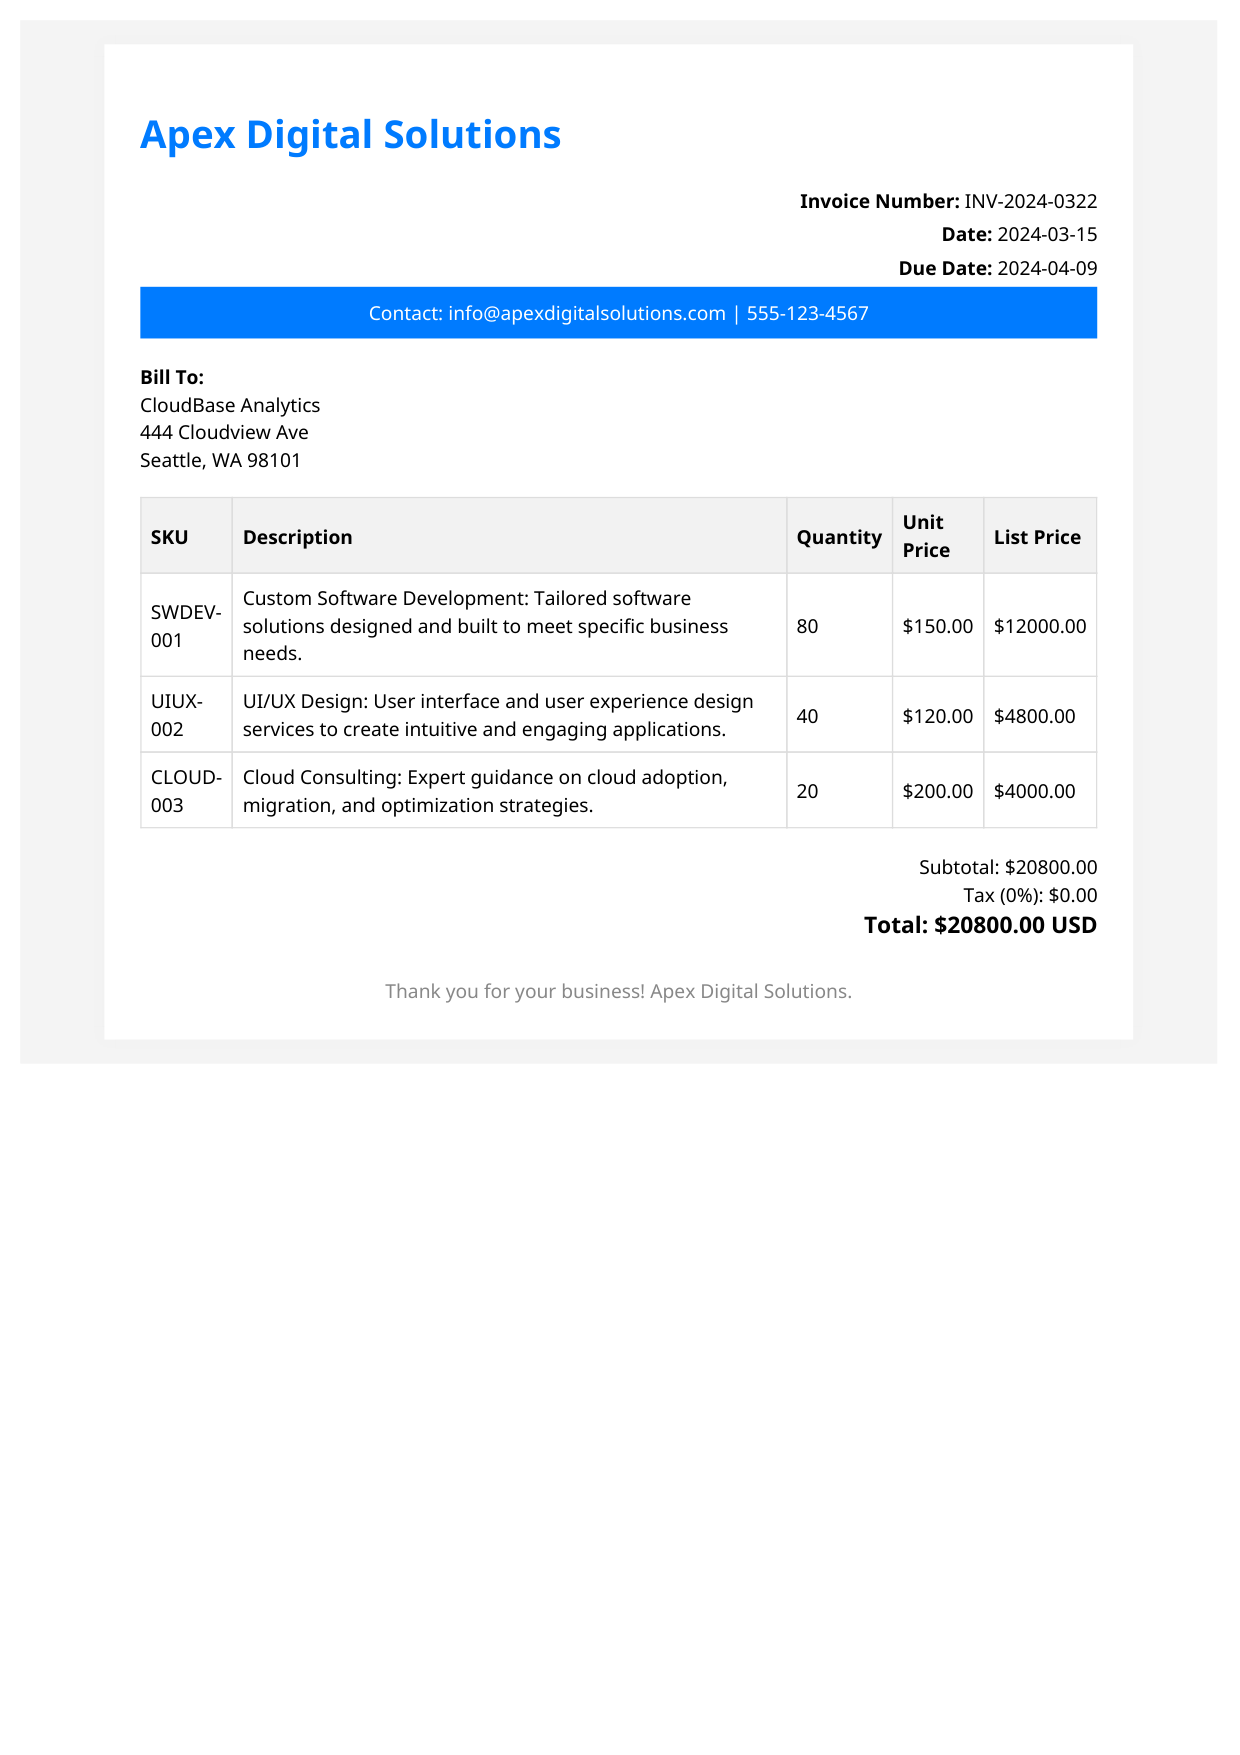 Apex Digital Solutions
Invoice Number: INV-2024-0322
Date: 2024-03-15
Due Date: 2024-04-09
Contact: info@apexdigitalsolutions.com | 555-123-4567
Bill To:
CloudBase Analytics
444 Cloudview Ave
Seattle, WA 98101
SKU Description Quantity Unit Price List Price
SWDEV-001 Custom Software Development: Tailored software
solutions designed and built to meet specific business
needs. 80 $150.00 $12000.00
UIUX-002 UI/UX Design: User interface and user experience design
services to create intuitive and engaging applications. 40 $120.00 $4800.00
CLOUD-003 Cloud Consulting: Expert guidance on cloud adoption,
migration, and optimization strategies. 20 $200.00 $4000.00
Subtotal: $20800.00
Tax (0%): $0.00
Total: $20800.00 USD
Thank you for your business! Apex Digital Solutions.